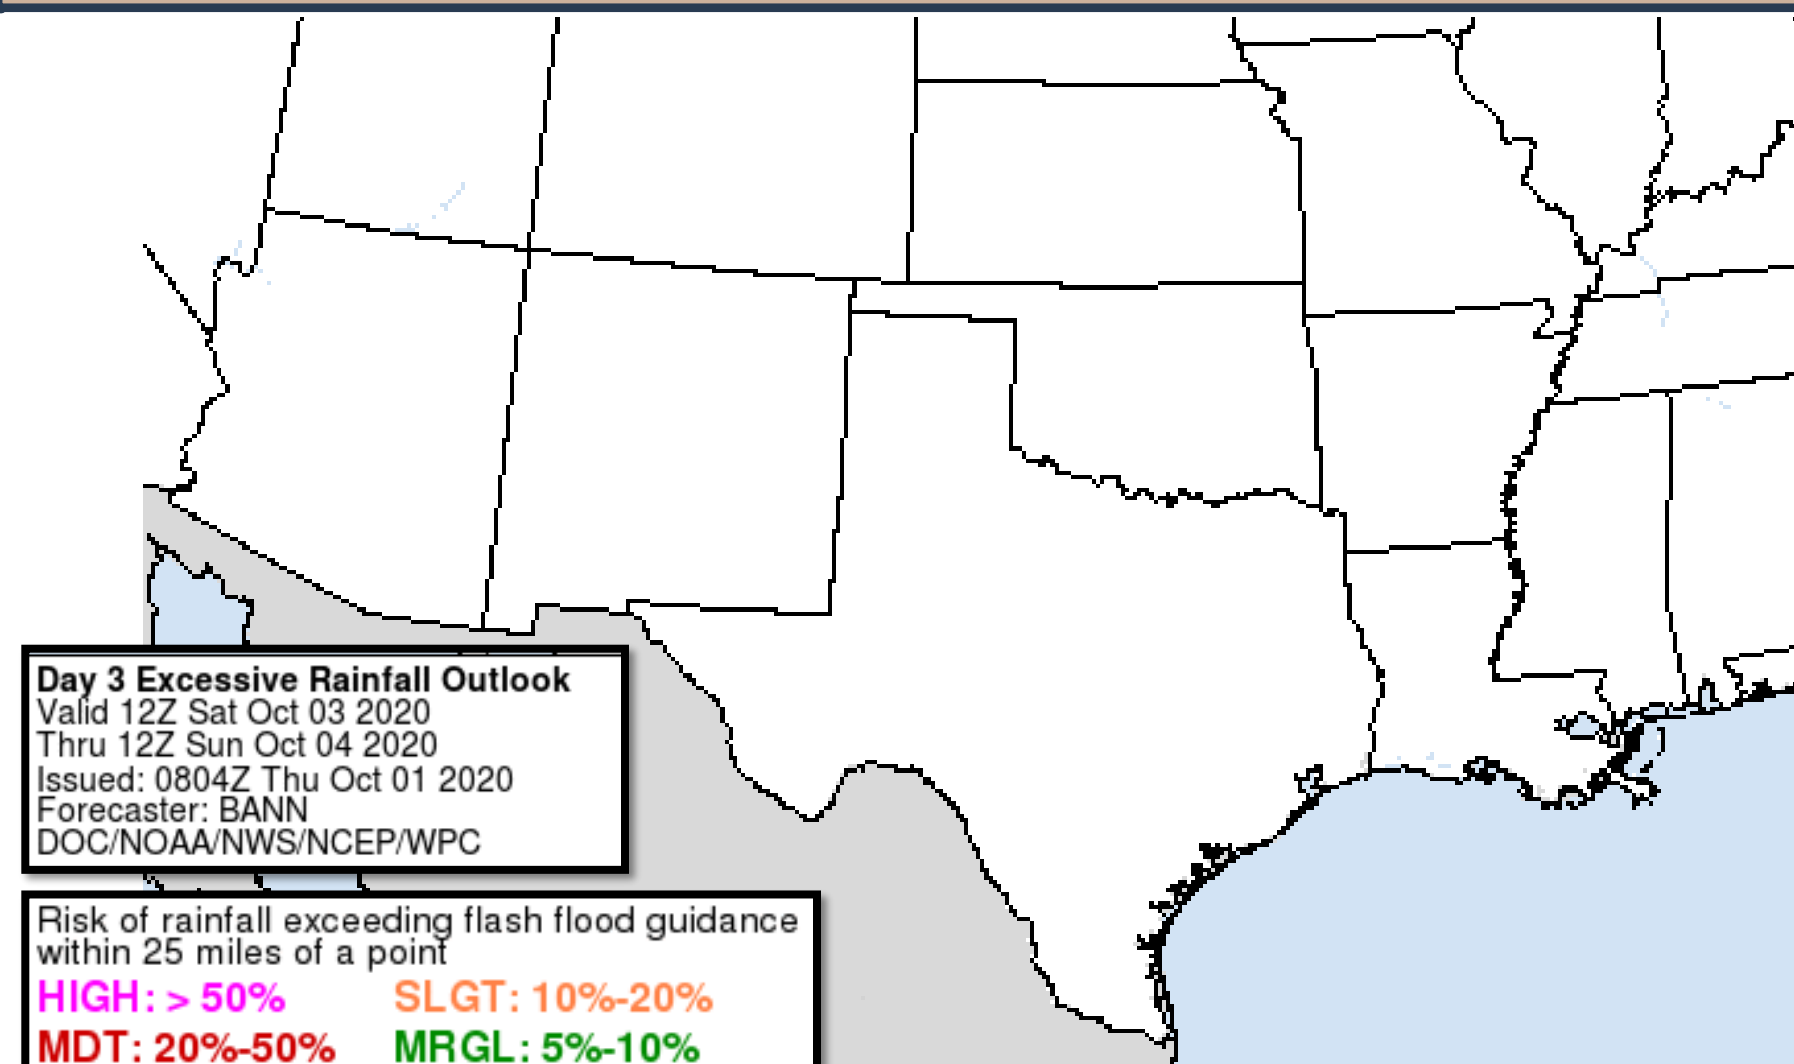 Day 3 Excessive Rainfall Outlook
Valid 12Z Sat Oct 03 2020
Thru 12Z Sun Oct 04 2020
Issued: 0804Z Thu Oct 01 2020
Forecaster: BANN
DOC/NOAA/NWS/NCEP/WPC
Risk of rainfall exceeding flash flood guidance
within 25 miles of a point
HIGH: > 50% SLGT: 10%-20%
MDT: 20%-50% MRGL: 5%-10%